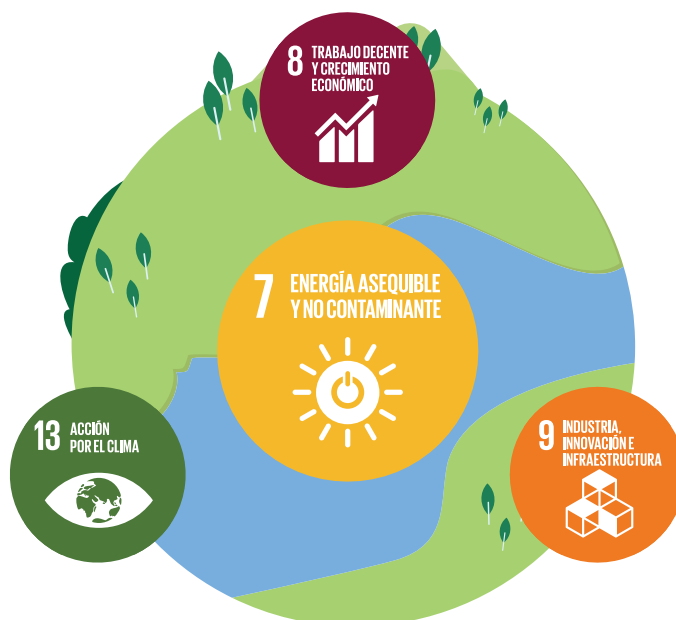 8 TRABAJO DECENTE
Y CRECIMIENTO
ECONÓMICO
7 ENERGÍA ASEQUIBLE
Y NO CONTAMINANTE
13 ACCIÓN
POR EL CLIMA
9 INDUSTRIA,
INNOVACIÓN E
INFRAESTRUCTURA